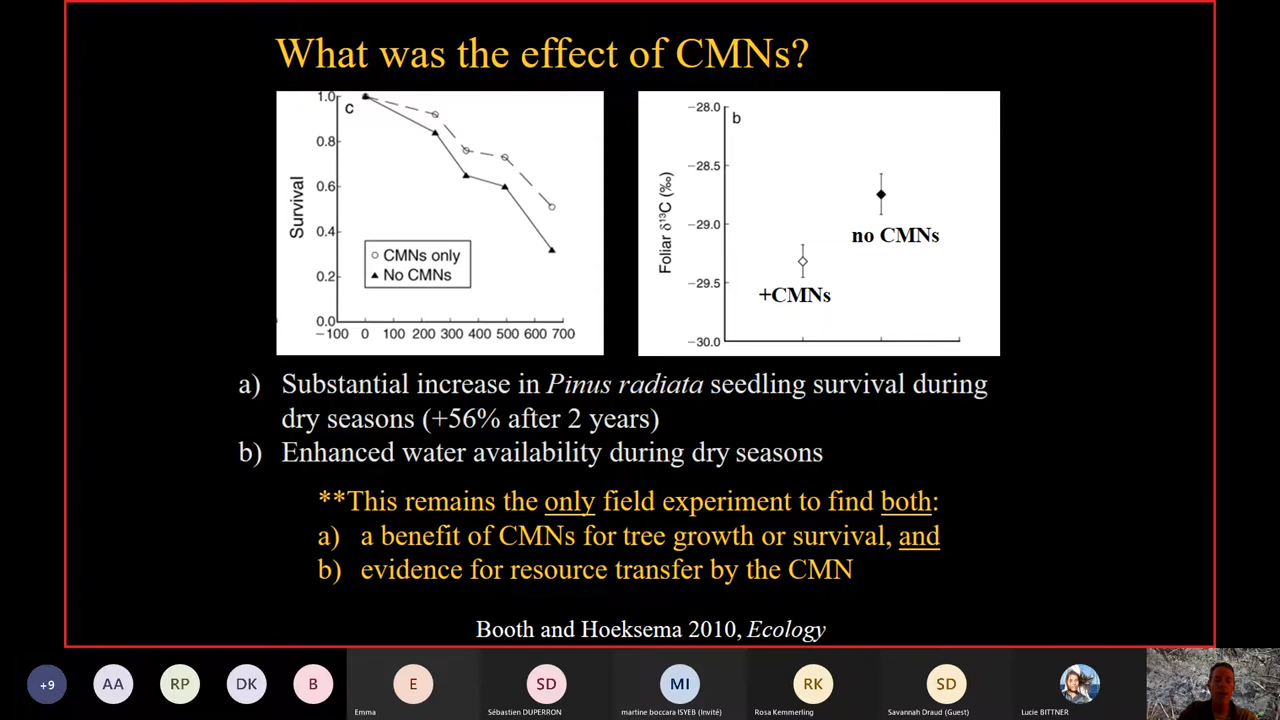 What was the effect of CMNs?
c
1.0
0.8
0.6
0.4
0.2
0.0
Survival
CMNs only
No CMNs
−100 0 100 200 300 400 500 600 700
b
−28.0
−28.5
−29.0
−29.5
−30.0
Foliar δ¹³C (‰)
no CMNs
+CMNs
a) Substantial increase in Pinus radiata seedling survival during
dry seasons (+56% after 2 years)
b) Enhanced water availability during dry seasons
**This remains the only field experiment to find both:
a) a benefit of CMNs for tree growth or survival, and
b) evidence for resource transfer by the CMN
Booth and Hoeksema 2010, Ecology
+9 AA RP DK B E SD MI RK SD
Emma Sébastien DUPERRON martine boccara ISYEB (Invité) Rosa Kemmerling Savannah Draud (Guest) Lucie BITTNER